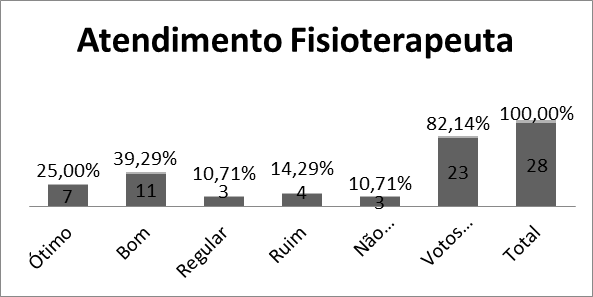 Atendimento Fisioterapeuta
25,00%
39,29%
10,71%
14,29%
10,71%
82,14%
100,00%
7
11
3
4
3
23
28
Ótimo
Bom
Regular
Ruim
Não...
Votos...
Total